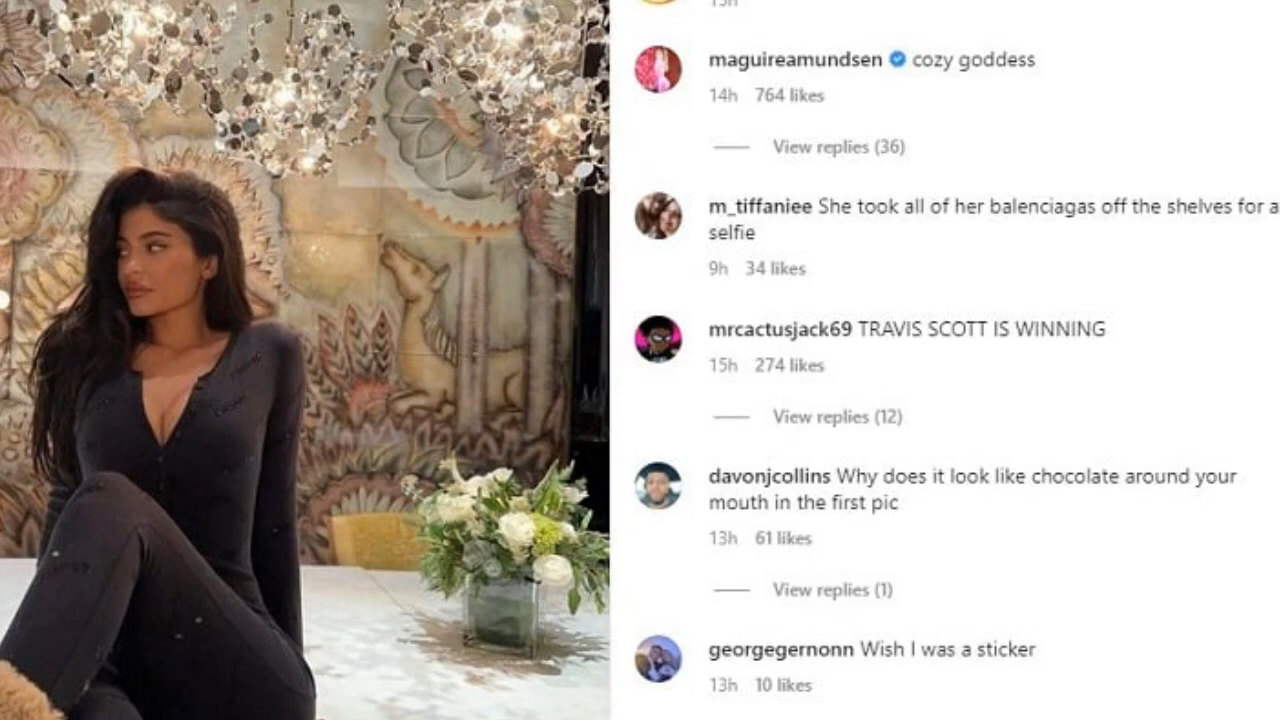 15h
maguireamundsen cozy goddess
14h 764 likes
View replies (36)
m_tiffaniee She took all of her balenciagas off the shelves for a
selfie
9h 34 likes
mrcactusjack69 TRAVIS SCOTT IS WINNING
15h 274 likes
View replies (12)
davonjcollins Why does it look like chocolate around your
mouth in the first pic
13h 61 likes
View replies (1)
georgegernonn Wish I was a sticker
13h 10 likes